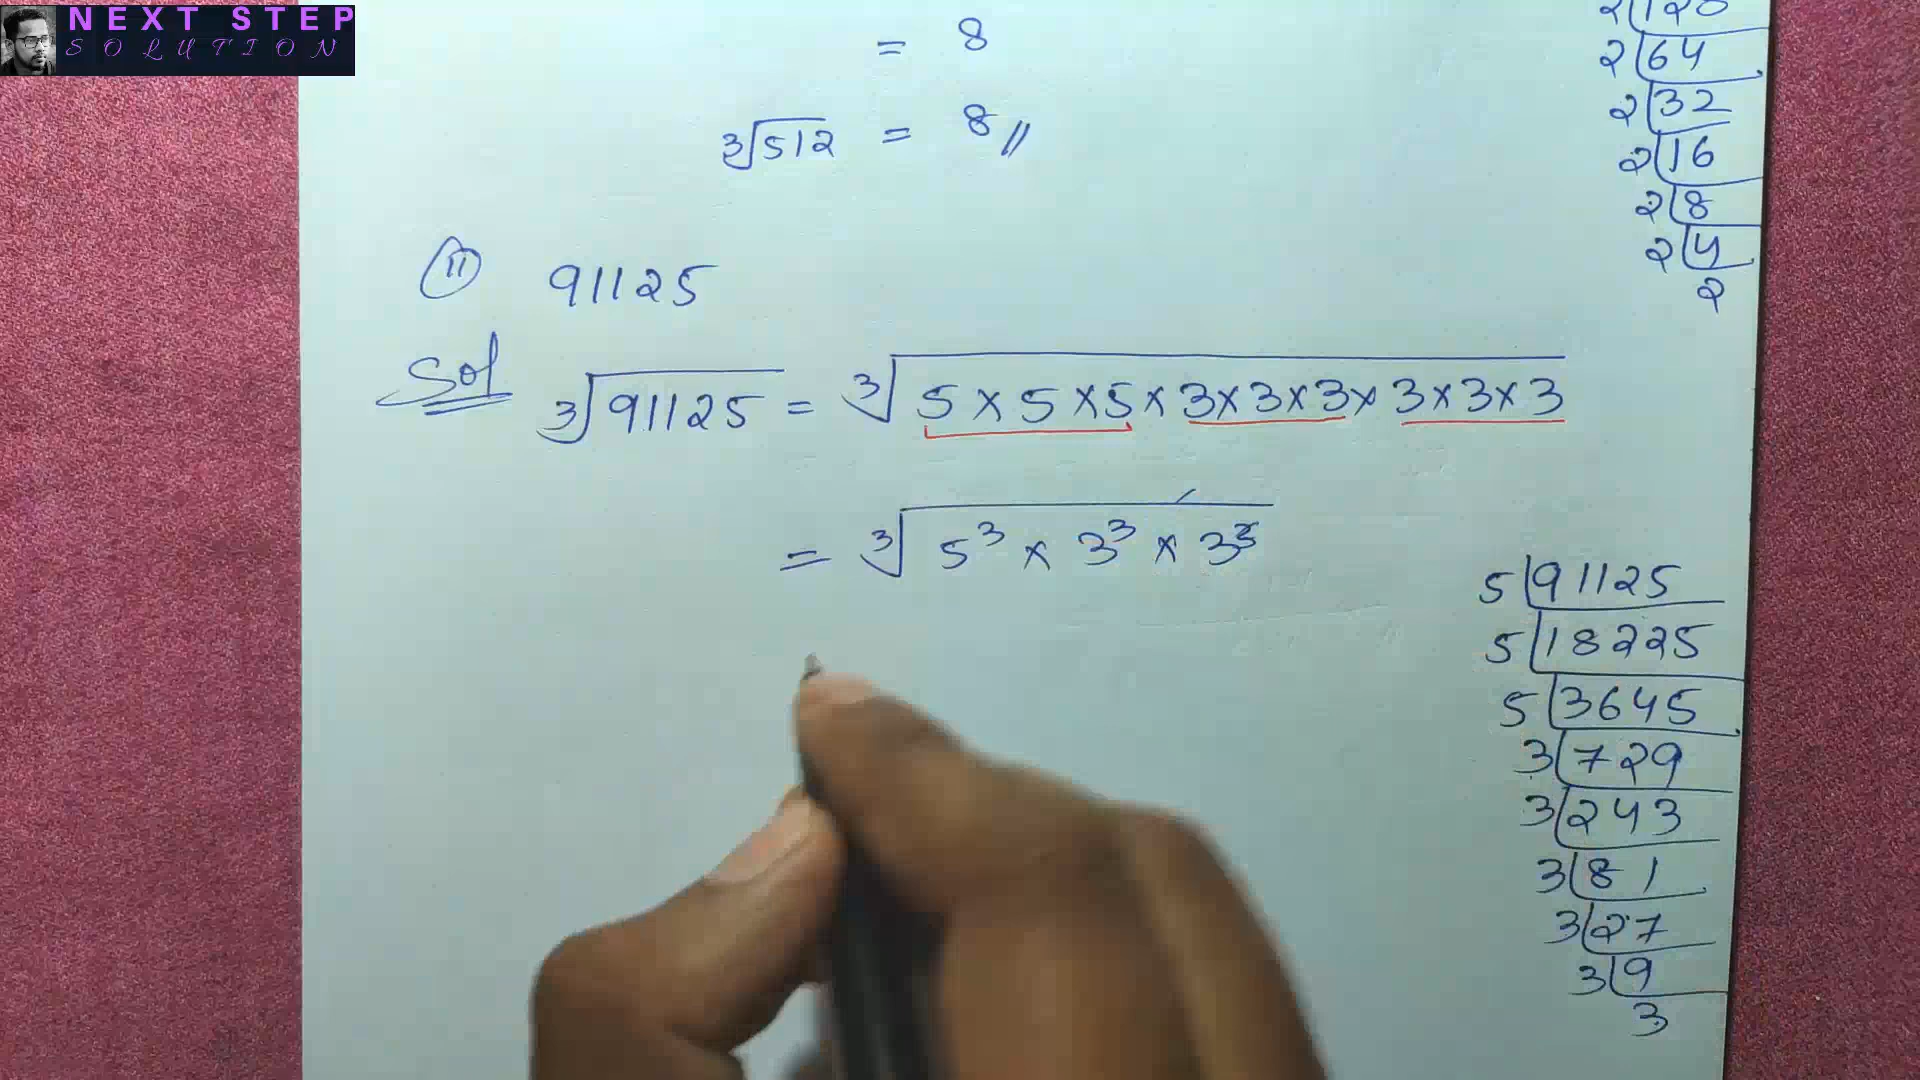 NEXT STEP
SOLUTION
= 8
∛512 = 8 //
(ii) 91125
Sol
∛91125 = ∛5 × 5 × 5 × 3 × 3 × 3 × 3 × 3 × 3
= ∛5³ × 3³ × 3³
2 | 128
2 | 64
2 | 32
2 | 16
2 | 8
2 | 4
2
5 | 91125
5 | 18225
5 | 3645
3 | 729
3 | 243
3 | 81
3 | 27
3 | 9
3